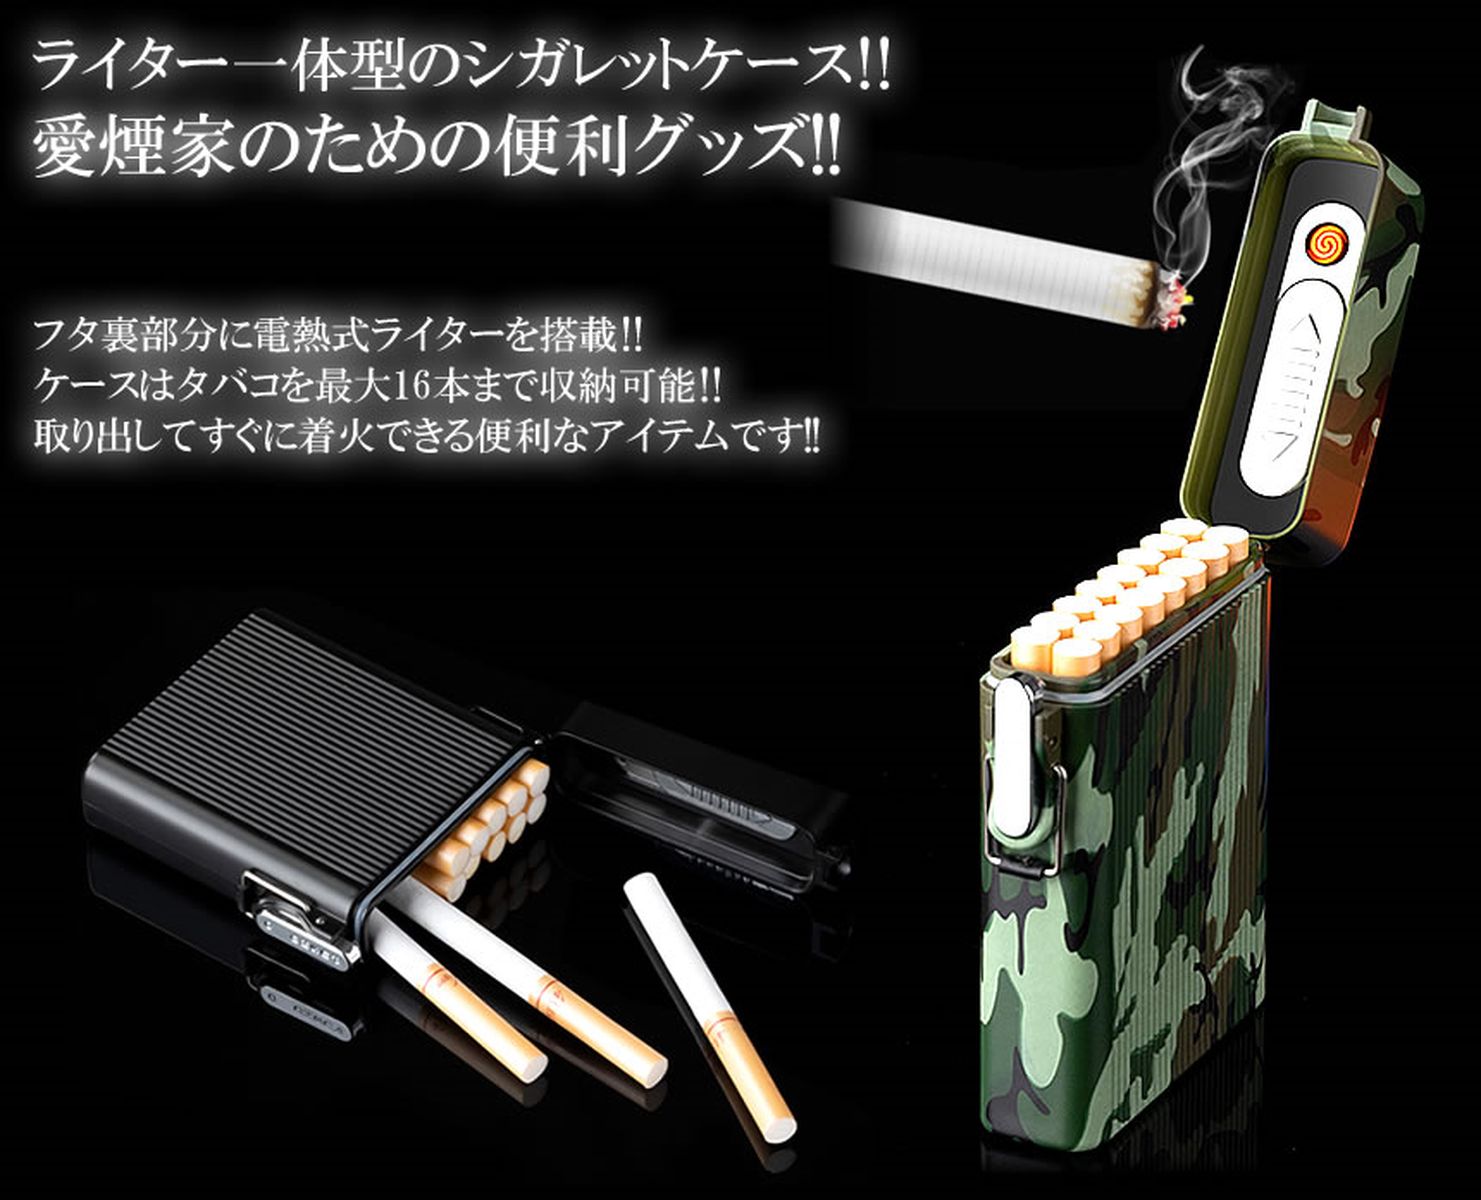 ライター一体型のシガレットケース!!
愛煙家のための便利グッズ!!
フタ裏部分に電熱式ライターを搭載!!
ケースはタバコを最大16本まで収納可能!!
取り出してすぐに着火できる便利なアイテムです!!